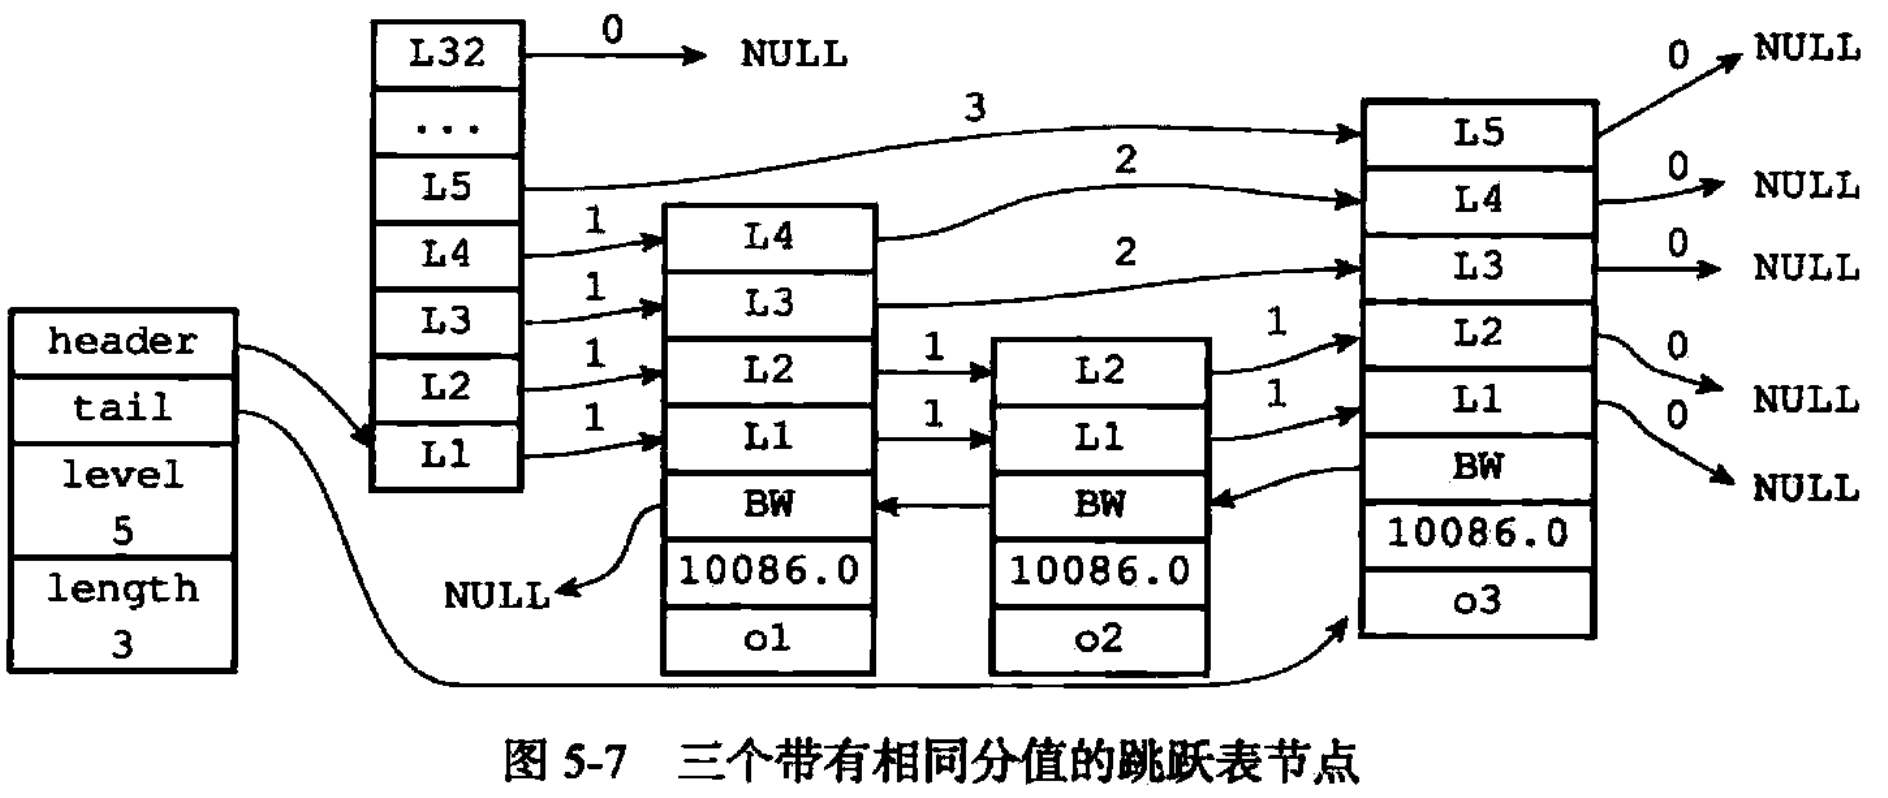 L32
0
NULL
...
L5
3
L4
1
L3
1
L2
1
L1
1
header
tail
level
5
length
3
L4
2
L3
2
L2
1
L1
1
BW
NULL
10086.0
o1
L2
1
L1
1
BW
10086.0
o2
L5
0
NULL
L4
0
NULL
L3
0
NULL
L2
0
NULL
L1
0
NULL
BW
10086.0
o3
图 5-7 三个带有相同分值的跳跃表节点